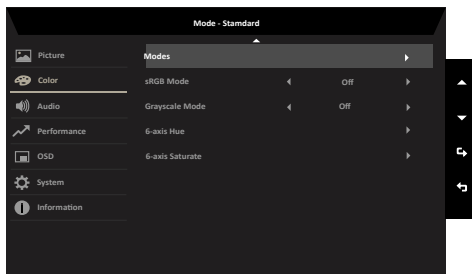 Mode - Stamdard
Picture
Color
Audio
Performance
OSD
System
Information
Modes
sRGB Mode Off
Grayscale Mode Off
6-axis Hue
6-axis Saturate